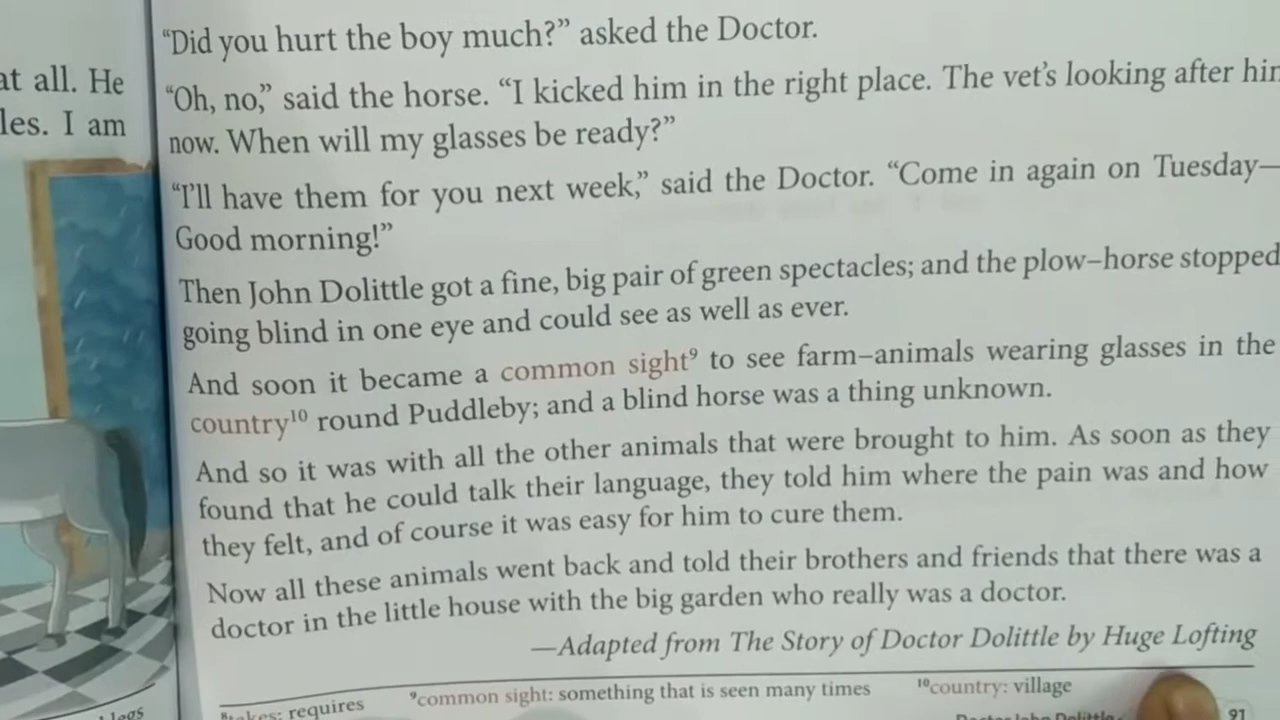 at all. He
les. I am
“Did you hurt the boy much?” asked the Doctor.
“Oh, no,” said the horse. “I kicked him in the right place. The vet’s looking after him
now. When will my glasses be ready?”
“I’ll have them for you next week,” said the Doctor. “Come in again on Tuesday—
Good morning!”
Then John Dolittle got a fine, big pair of green spectacles; and the plow–horse stopped
going blind in one eye and could see as well as ever.
And soon it became a common sight⁹ to see farm–animals wearing glasses in the
country¹⁰ round Puddleby; and a blind horse was a thing unknown.
And so it was with all the other animals that were brought to him. As soon as they
found that he could talk their language, they told him where the pain was and how
they felt, and of course it was easy for him to cure them.
Now all these animals went back and told their brothers and friends that there was a
doctor in the little house with the big garden who really was a doctor.
—Adapted from The Story of Doctor Dolittle by Huge Lofting
⁸takes: requires ⁹common sight: something that is seen many times ¹⁰country: village
legs
Doctor John Dolittle 91